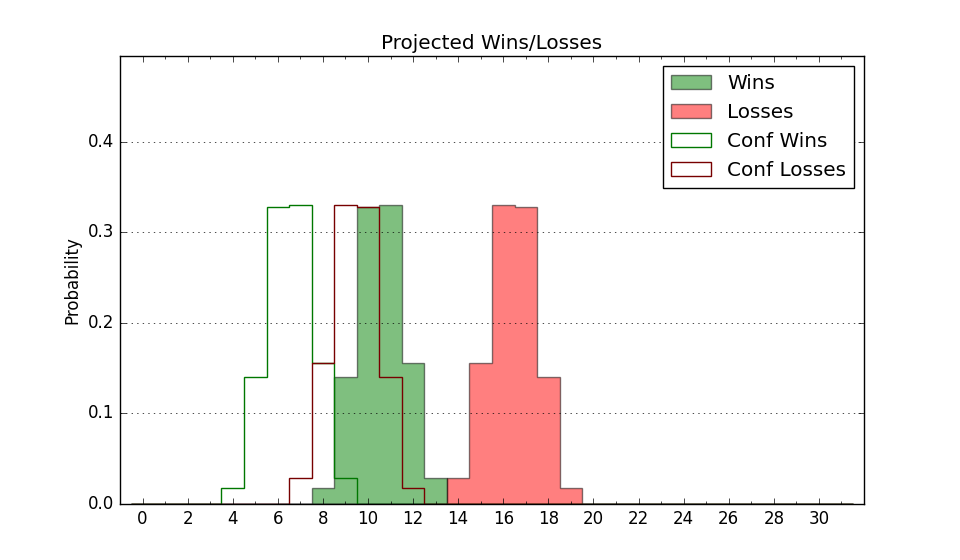 Projected Wins/Losses
Wins
Losses
Conf Wins
Conf Losses
Probability
0.4
0.3
0.2
0.1
0.0
0 2 4 6 8 10 12 14 16 18 20 22 24 26 28 30